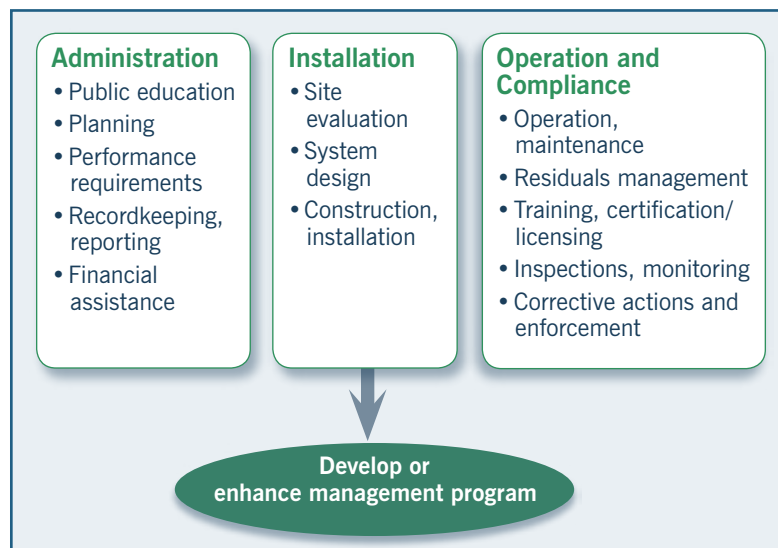 Administration
• Public education
• Planning
• Performance
requirements
• Recordkeeping,
reporting
• Financial
assistance
Installation
• Site
evaluation
• System
design
• Construction,
installation
Operation and
Compliance
• Operation,
maintenance
• Residuals management
• Training, certification/
licensing
• Inspections, monitoring
• Corrective actions and
enforcement
Develop or
enhance management program